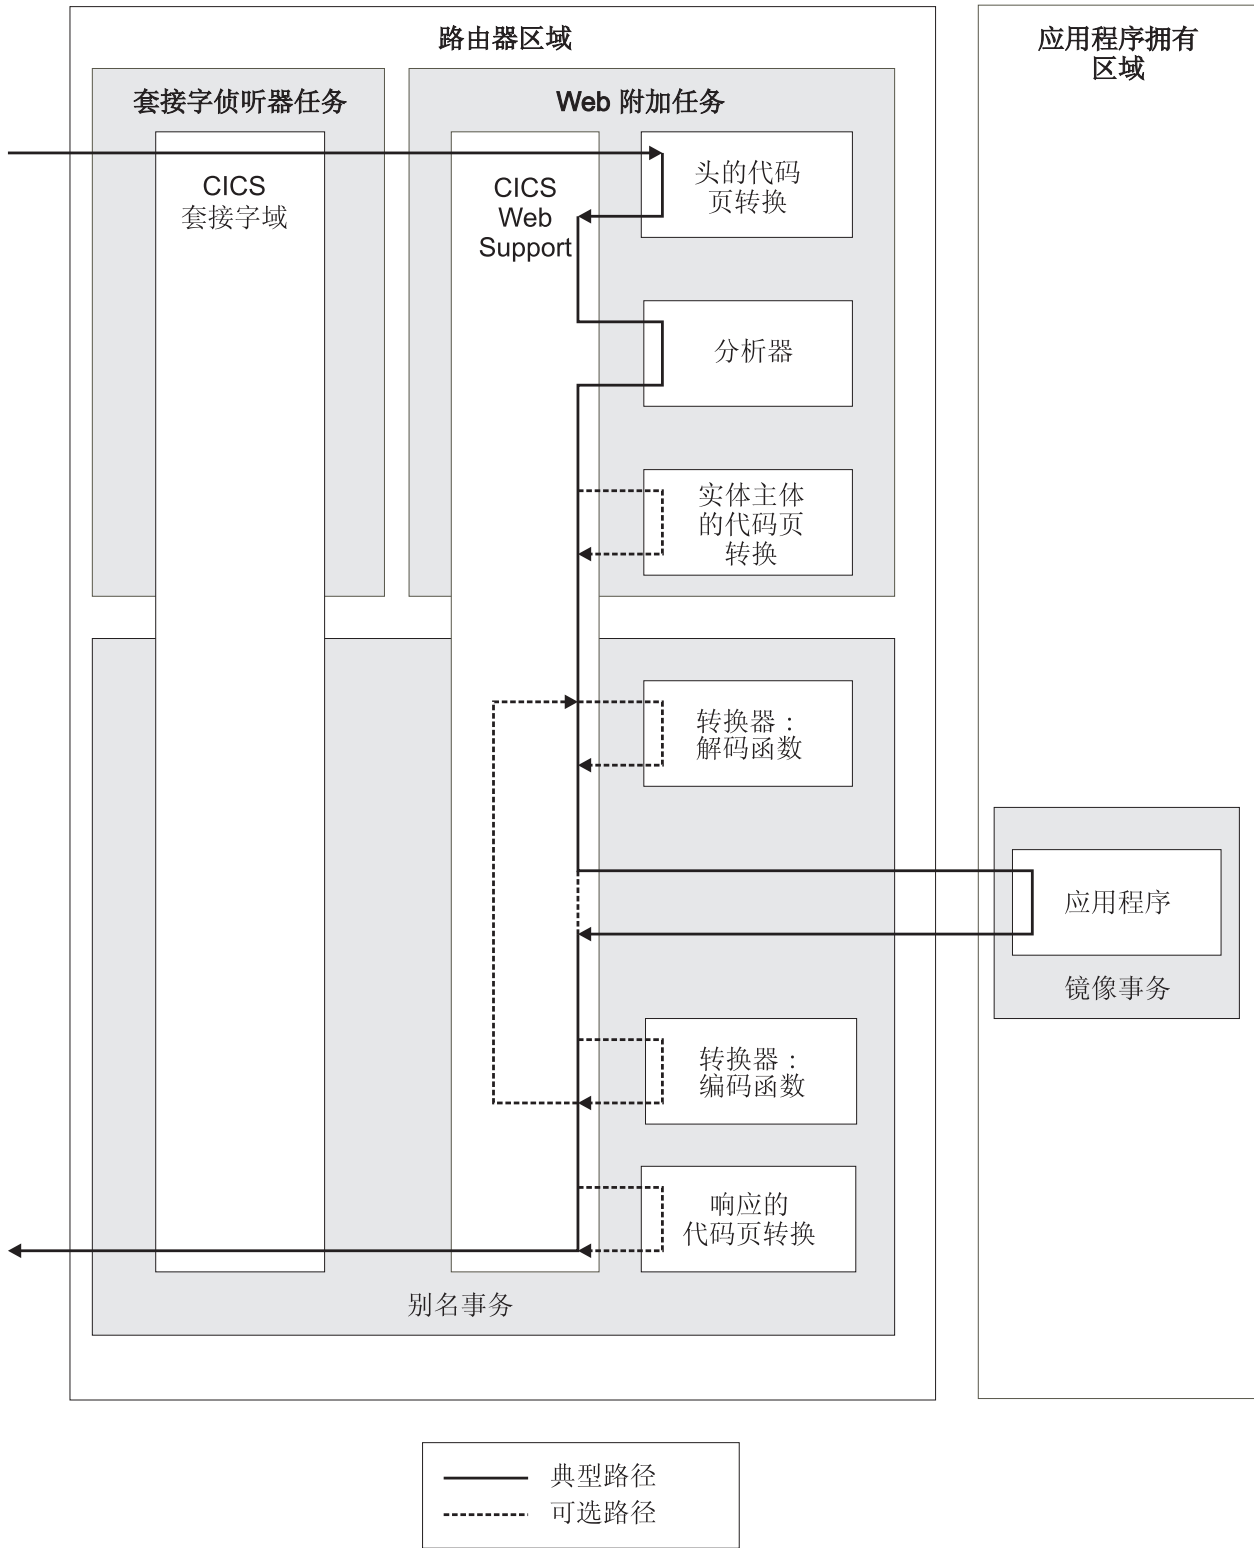 路由器区域
应用程序拥有
区域
套接字侦听器任务
Web 附加任务
CICS
套接字域
CICS
Web
Support
头的代码
页转换
分析器
实体主体
的代码页
转换
转换器：
解码函数
应用程序
镜像事务
转换器：
编码函数
响应的
代码页转换
别名事务
典型路径
可选路径